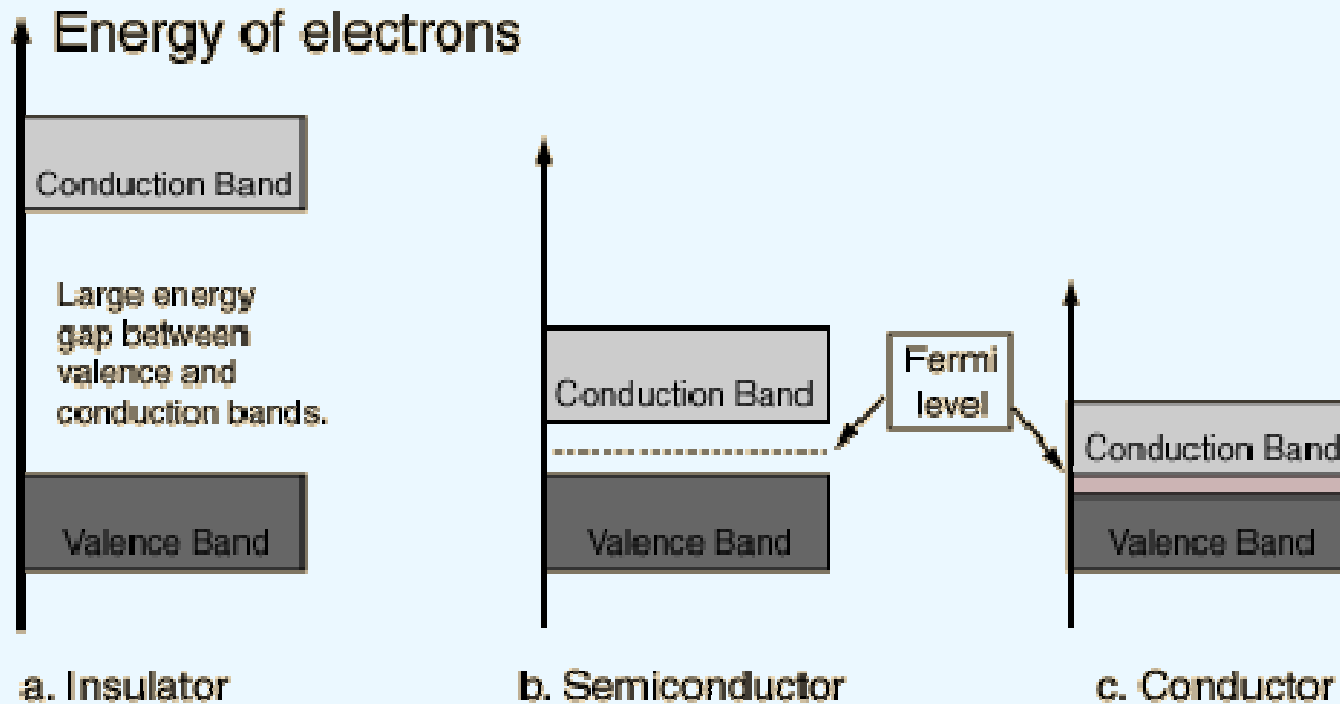 Energy of electrons
Conduction Band
Large energy
gap between
valence and
conduction bands.
Valence Band
a. Insulator
Conduction Band
Valence Band
b. Semiconductor
Fermi
level
Conduction Band
Valence Band
c. Conductor